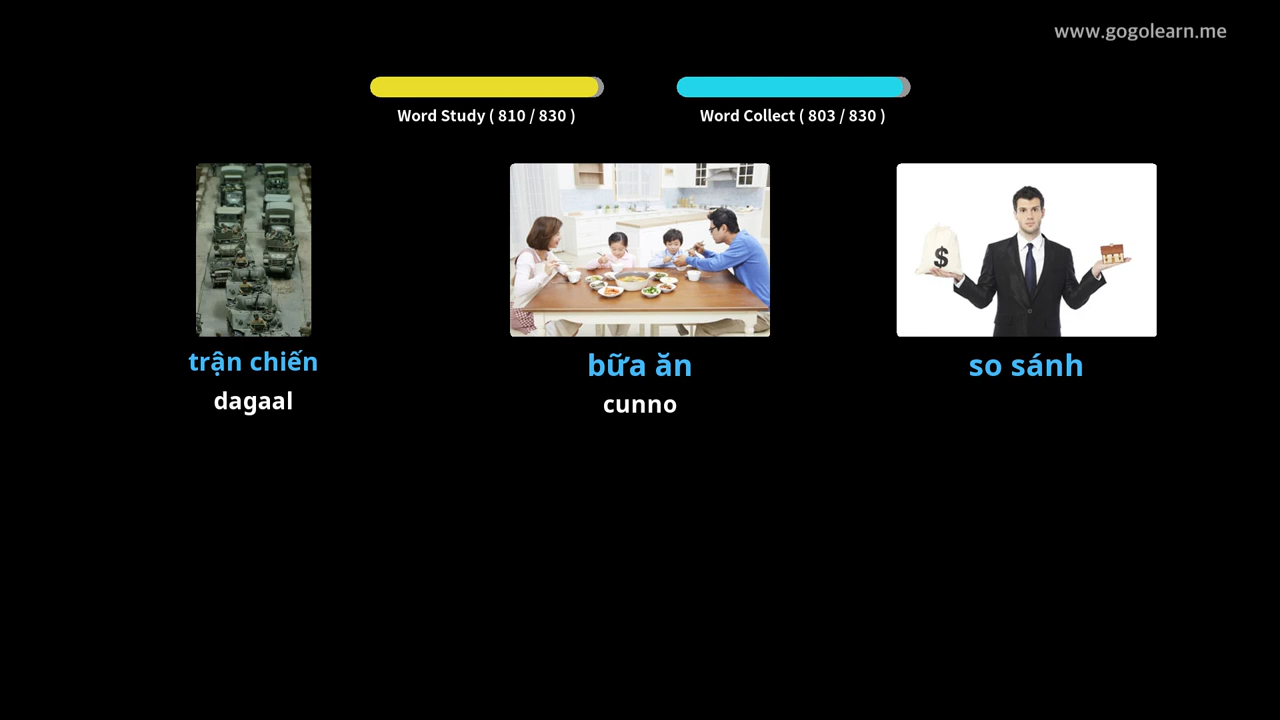 www.gogolearn.me
Word Study ( 810 / 830 )
Word Collect ( 803 / 830 )
$
trận chiến
bữa ăn
so sánh
dagaal
cunno